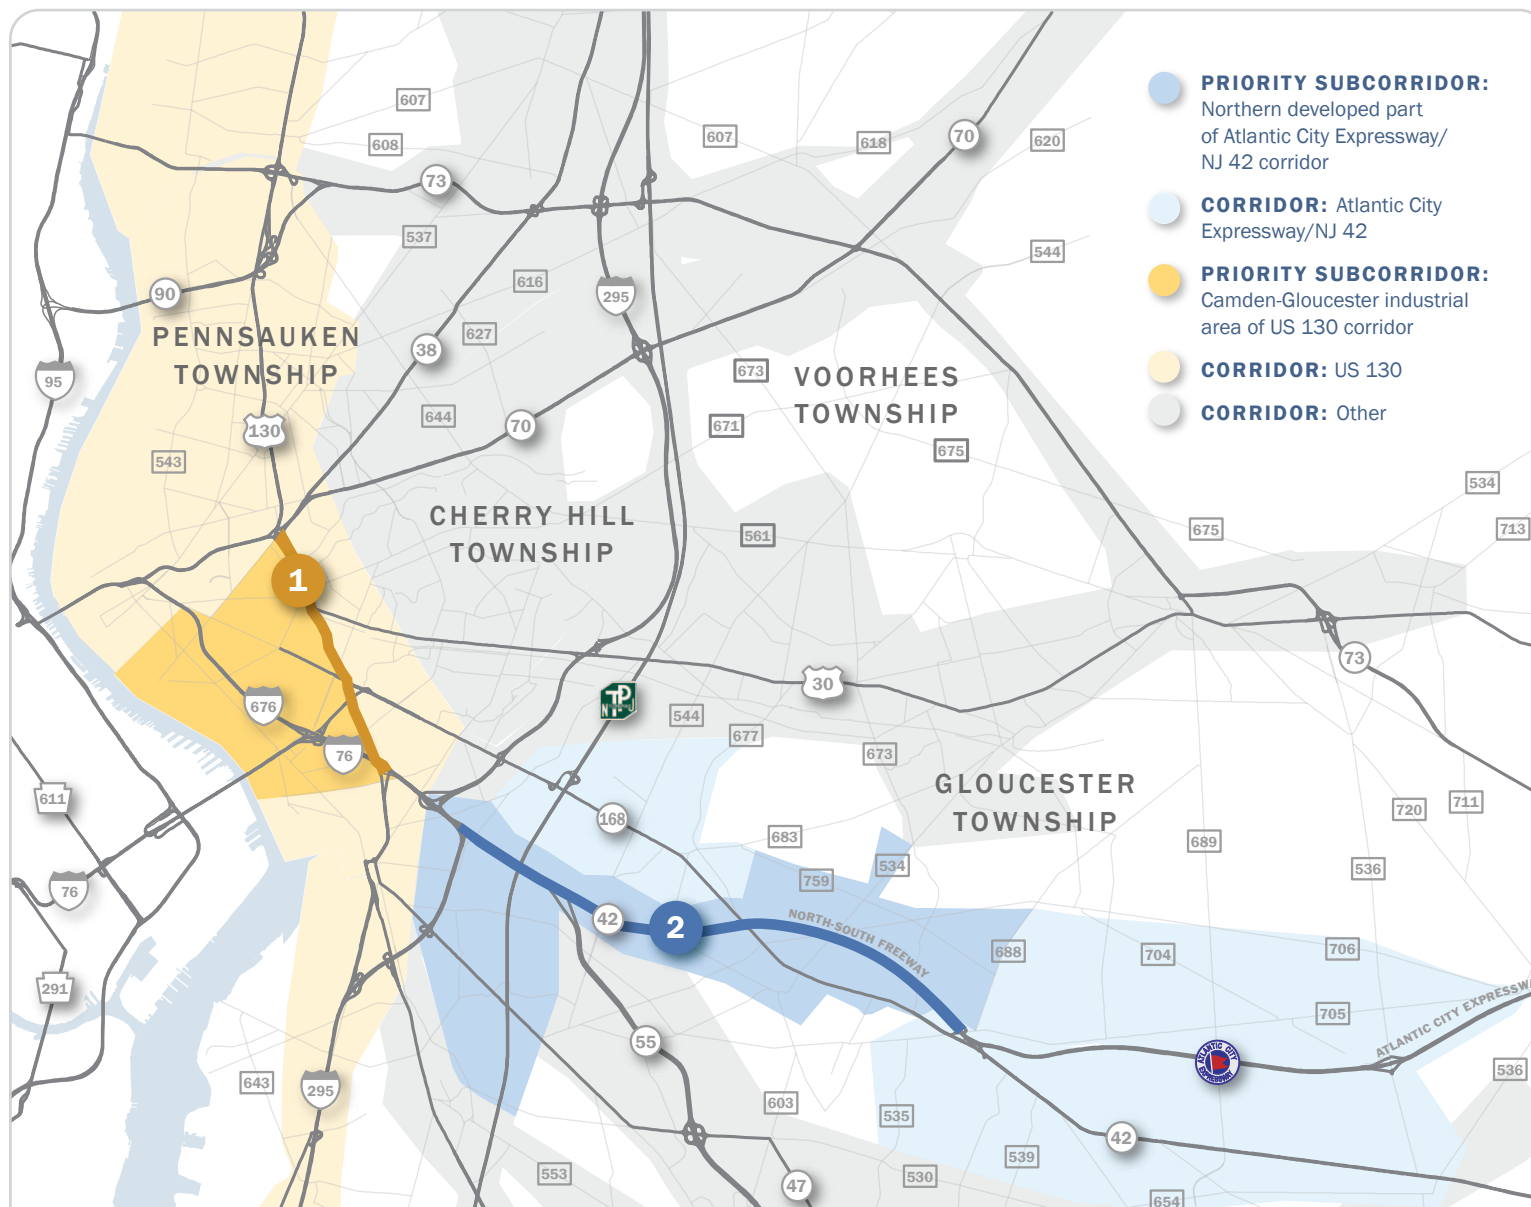 PRIORITY SUBCORRIDOR:
Northern developed part
of Atlantic City Expressway/
NJ 42 corridor
CORRIDOR: Atlantic City
Expressway/NJ 42
PRIORITY SUBCORRIDOR:
Camden-Gloucester industrial
area of US 130 corridor
CORRIDOR: US 130
CORRIDOR: Other
607
608
607
618
70
620
73
537
544
616
295
90
PENNSAUKEN
TOWNSHIP
627
38
95
673
VOORHEES
TOWNSHIP
644
70
671
130
675
543
534
CHERRY HILL
TOWNSHIP
561
675
713
1
73
30
676
NTPJ
544
677
76
673
GLOUCESTER
TOWNSHIP
611
720
711
168
683
689
534
536
759
76
42
2
NORTH-SOUTH FREEWAY
688
704
706
291
705
ATLANTIC CITY EXPRESSWA
55
ATLANTIC CITY
EXPRESSWAY
536
643
295
603
535
42
539
553
530
47
654